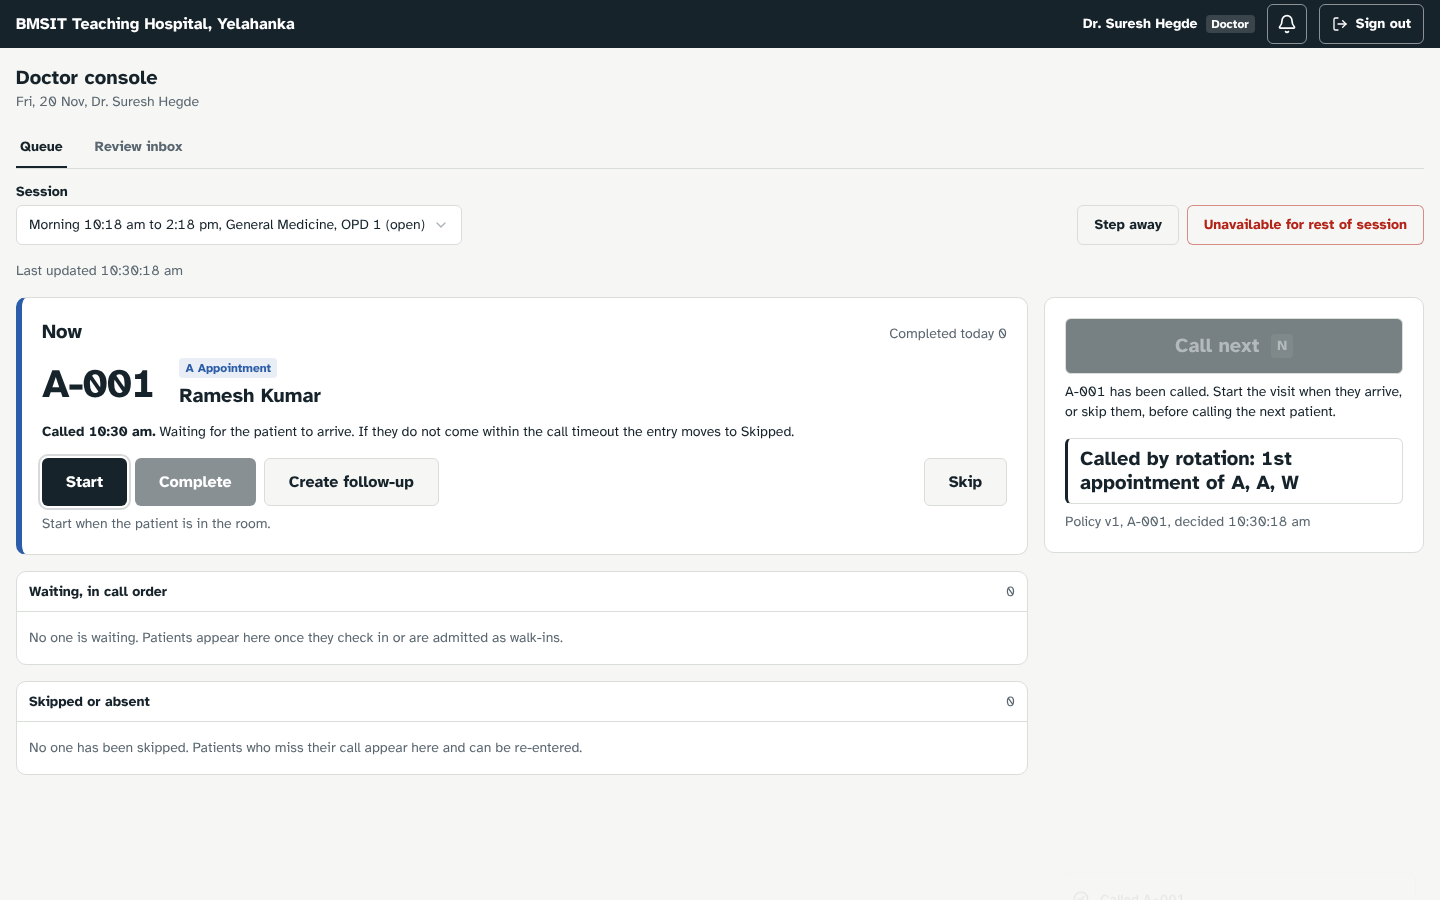 BMSIT Teaching Hospital, Yelahanka
Dr. Suresh Hegde Doctor Sign out
Doctor console
Fri, 20 Nov, Dr. Suresh Hegde
Queue Review inbox
Session
Morning 10:18 am to 2:18 pm, General Medicine, OPD 1 (open)
Step away Unavailable for rest of session
Last updated 10:30:18 am
Now
Completed today 0
A-001
A Appointment
Ramesh Kumar
Called 10:30 am. Waiting for the patient to arrive. If they do not come within the call timeout the entry moves to Skipped.
Start Complete Create follow-up Skip
Start when the patient is in the room.
Call next N
A-001 has been called. Start the visit when they arrive,
or skip them, before calling the next patient.
Called by rotation: 1st
appointment of A, A, W
Policy v1, A-001, decided 10:30:18 am
Waiting, in call order 0
No one is waiting. Patients appear here once they check in or are admitted as walk-ins.
Skipped or absent 0
No one has been skipped. Patients who miss their call appear here and can be re-entered.
Called A-001